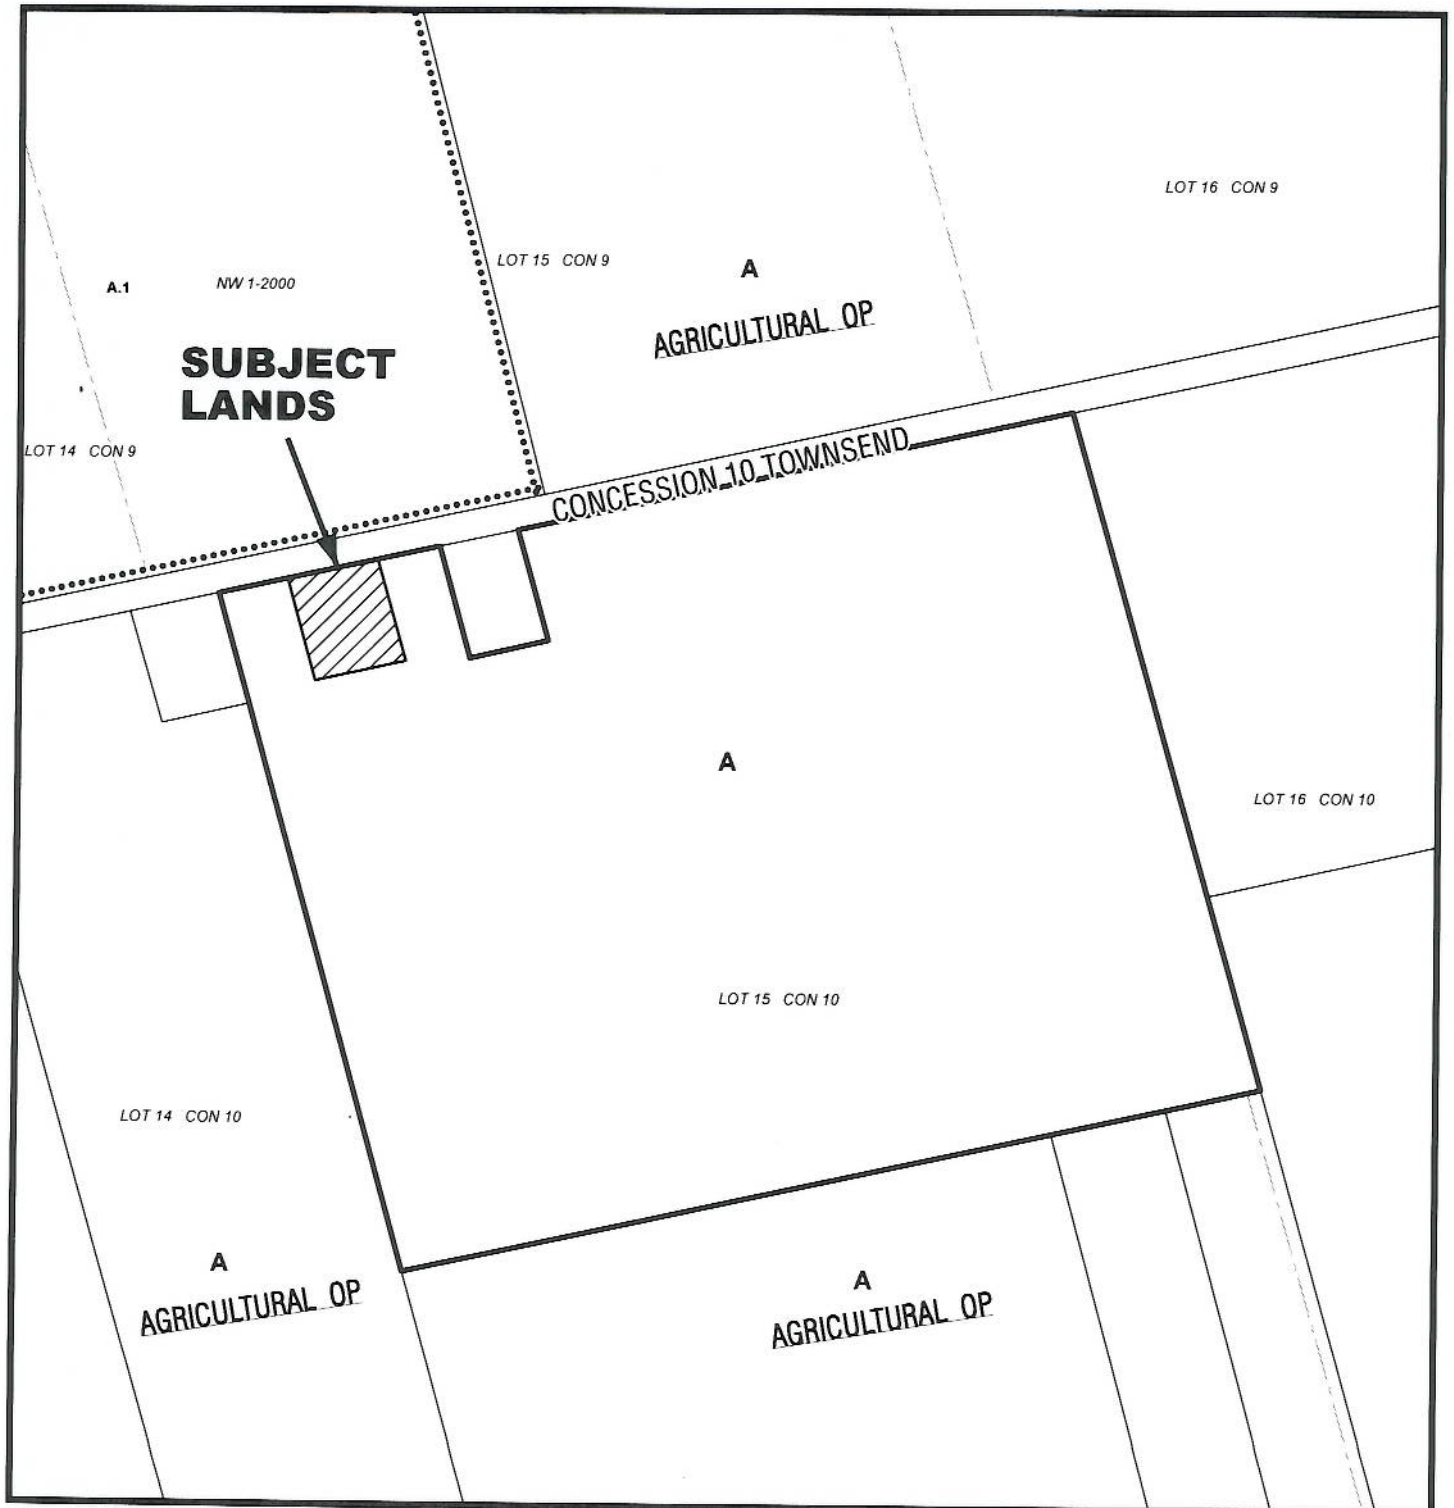 LOT 16 CON 9
LOT 15 CON 9
A
A.1
NW 1-2000
AGRICULTURAL OP
SUBJECT
LANDS
LOT 14 CON 9
CONCESSION 10 TOWNSEND
A
LOT 16 CON 10
LOT 15 CON 10
LOT 14 CON 10
A
AGRICULTURAL OP
A
AGRICULTURAL OP